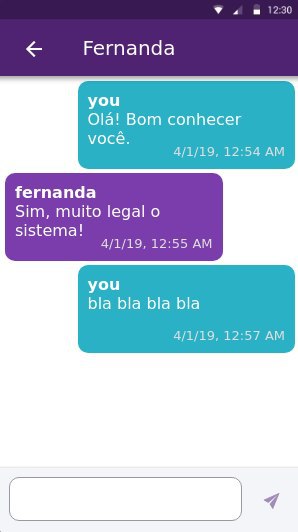 12:30
Fernanda
you
Olá! Bom conhecer
você.
4/1/19, 12:54 AM
fernanda
Sim, muito legal o
sistema!
4/1/19, 12:55 AM
you
bla bla bla bla
4/1/19, 12:57 AM